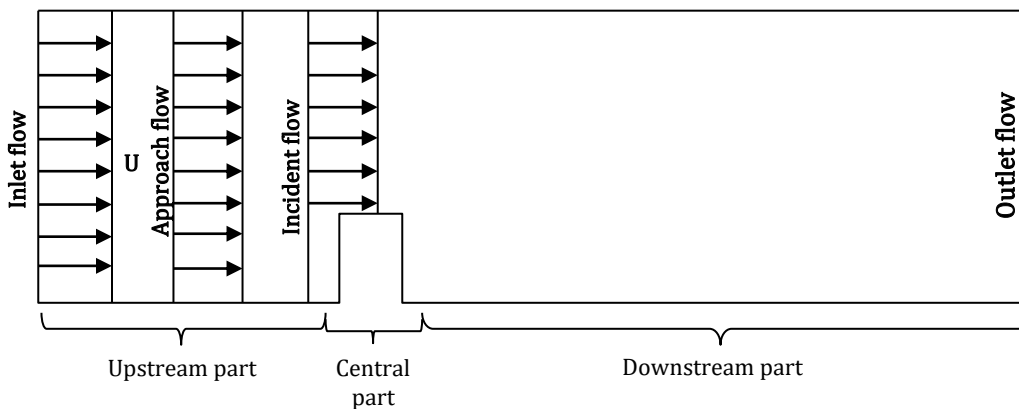 Inlet flow
U
Approach flow
Incident flow
Outlet flow
Upstream part
Central
part
Downstream part